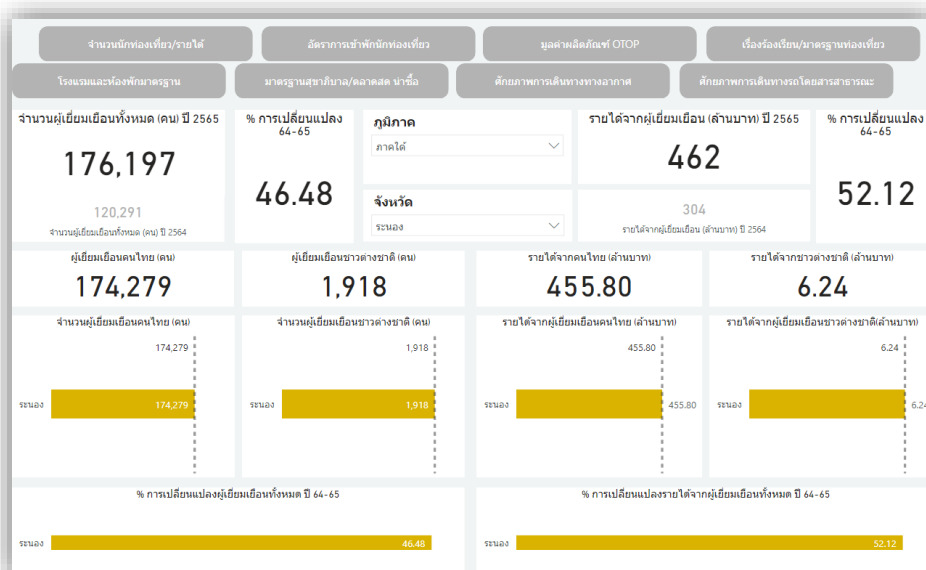 จำนวนนักท่องเที่ยว/รายได้
อัตราการเข้าพักนักท่องเที่ยว
มูลค่าผลิตภัณฑ์ OTOP
เรื่องร้องเรียน/มาตรฐานท่องเที่ยว
โรงแรมและห้องพักมาตรฐาน
มาตรฐานสุขาภิบาล/ตลาดสด น่าซื้อ
ศักยภาพการเดินทางทางอากาศ
ศักยภาพการเดินทางรถโดยสารสาธารณะ
จำนวนผู้เยี่ยมเยือนทั้งหมด (คน) ปี 2565
176,197
120,291
จำนวนผู้เยี่ยมเยือนทั้งหมด (คน) ปี 2564
% การเปลี่ยนแปลง
64-65
46.48
ภูมิภาค
ภาคใต้
จังหวัด
ระนอง
รายได้จากผู้เยี่ยมเยือน (ล้านบาท) ปี 2565
462
304
รายได้จากผู้เยี่ยมเยือน (ล้านบาท) ปี 2564
% การเปลี่ยนแปลง
64-65
52.12
ผู้เยี่ยมเยือนคนไทย (คน)
174,279
ผู้เยี่ยมเยือนชาวต่างชาติ (คน)
1,918
รายได้จากคนไทย (ล้านบาท)
455.80
รายได้จากชาวต่างชาติ (ล้านบาท)
6.24
จำนวนผู้เยี่ยมเยือนคนไทย (คน)
174,279
ระนอง
174,279
จำนวนผู้เยี่ยมเยือนชาวต่างชาติ (คน)
1,918
ระนอง
1,918
รายได้จากผู้เยี่ยมเยือนคนไทย (ล้านบาท)
455.80
ระนอง
455.80
รายได้จากผู้เยี่ยมเยือนชาวต่างชาติ(ล้านบาท)
6.24
ระนอง
6.24
% การเปลี่ยนแปลงผู้เยี่ยมเยือนทั้งหมด ปี 64-65
ระนอง
46.48
% การเปลี่ยนแปลงรายได้จากผู้เยี่ยมเยือนทั้งหมด ปี 64-65
ระนอง
52.12